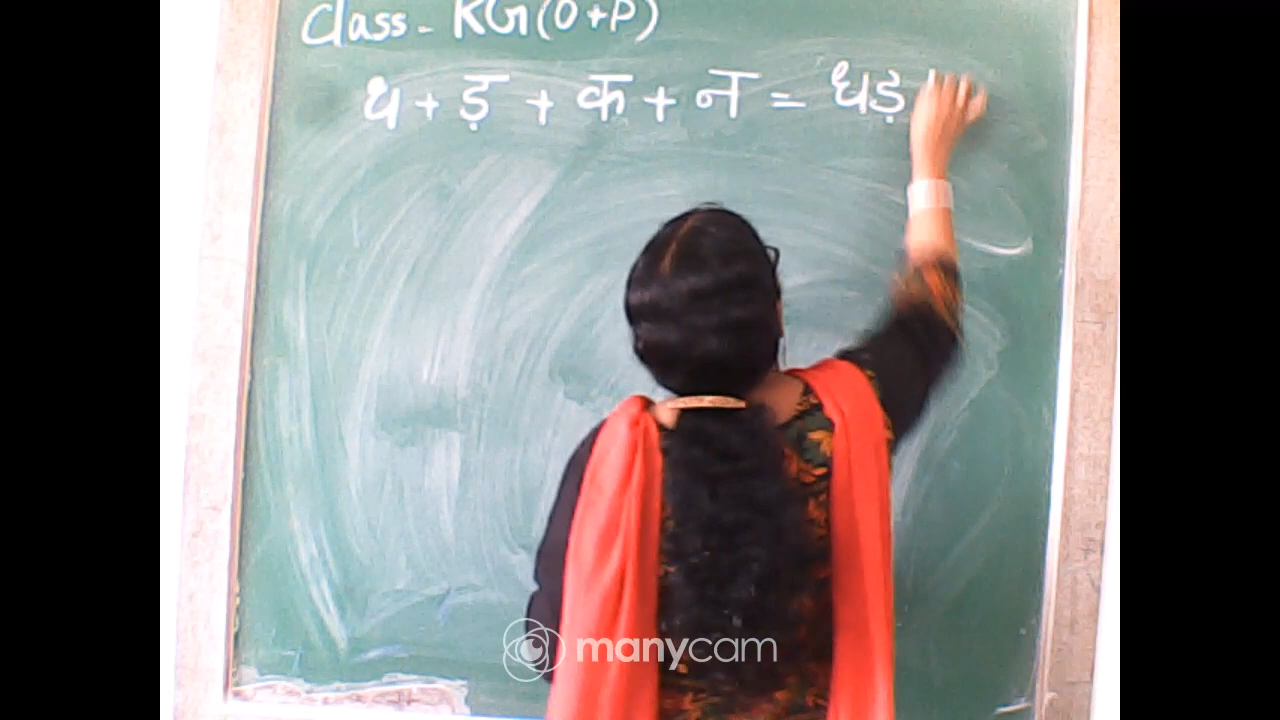 Class - KG(O+P)
ध + ड़ + क + न = धड़
manycam